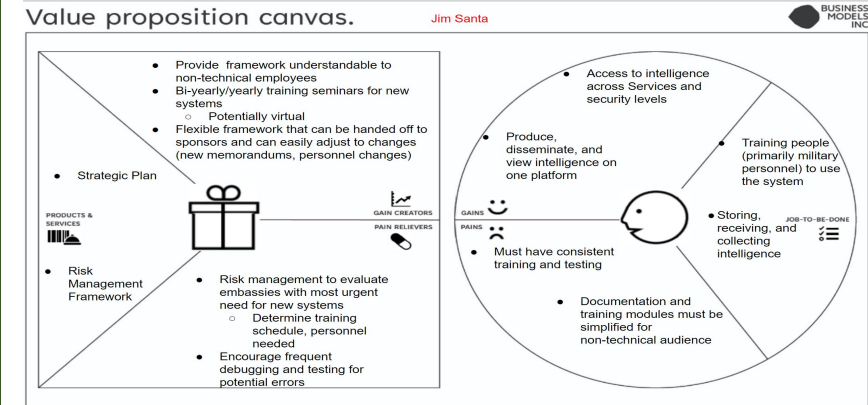 Value proposition canvas.
Jim Santa
BUSINESS
MODELS
INC
• Provide framework understandable to
non-technical employees
• Bi-yearly/yearly training seminars for new
systems
○ Potentially virtual
• Flexible framework that can be handed off to
sponsors and can easily adjust to changes
(new memorandums, personnel changes)
• Strategic Plan
PRODUCTS &
SERVICES
GAIN CREATORS
PAIN RELIEVERS
• Risk
Management
Framework
• Risk management to evaluate
embassies with most urgent
need for new systems
○ Determine training
schedule, personnel
needed
• Encourage frequent
debugging and testing for
potential errors
• Access to intelligence
across Services and
security levels
• Produce,
disseminate, and
view intelligence on
one platform
GAINS
PAINS
• Must have consistent
training and testing
• Documentation and
training modules must be
simplified for
non-technical audience
• Training people
(primarily military
personnel) to use
the system
• Storing,
receiving, and
collecting
intelligence
JOB-TO-BE-DONE